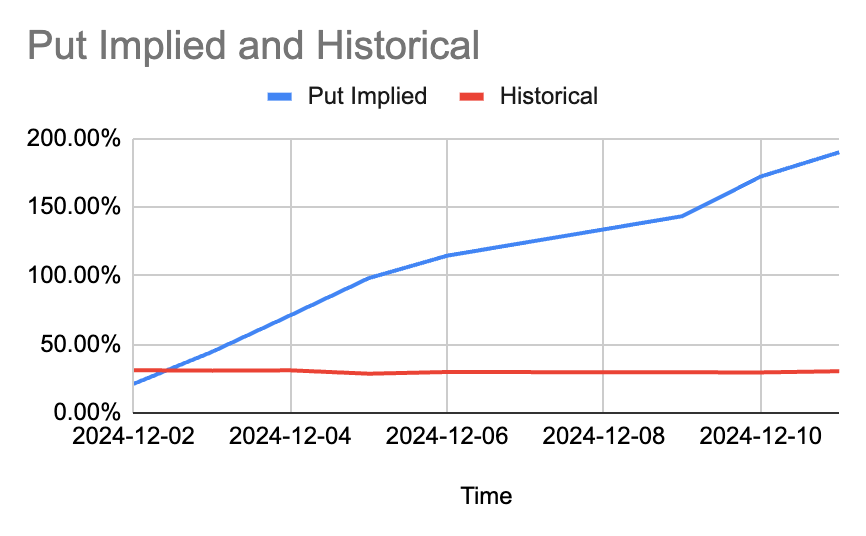 Put Implied and Historical
Put Implied Historical
200.00%
150.00%
100.00%
50.00%
0.00%
2024-12-02 2024-12-04 2024-12-06 2024-12-08 2024-12-10
Time